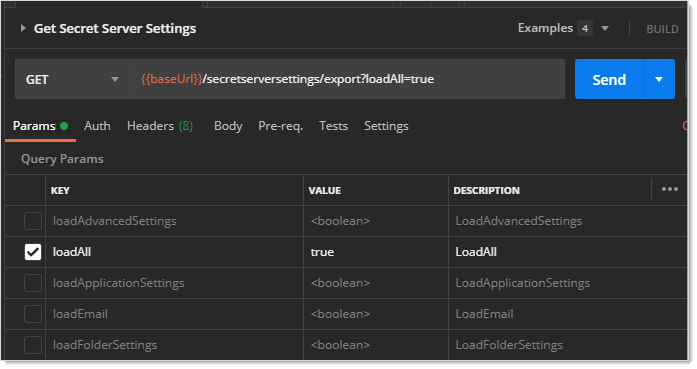 Get Secret Server Settings Examples 4 BUILD
GET {{baseUrl}}/secretserversettings/export?loadAll=true Send
Params Auth Headers (8) Body Pre-req. Tests Settings
Query Params
KEY VALUE DESCRIPTION
loadAdvancedSettings <boolean> LoadAdvancedSettings
loadAll true LoadAll
loadApplicationSettings <boolean> LoadApplicationSettings
loadEmail <boolean> LoadEmail
loadFolderSettings <boolean> LoadFolderSettings